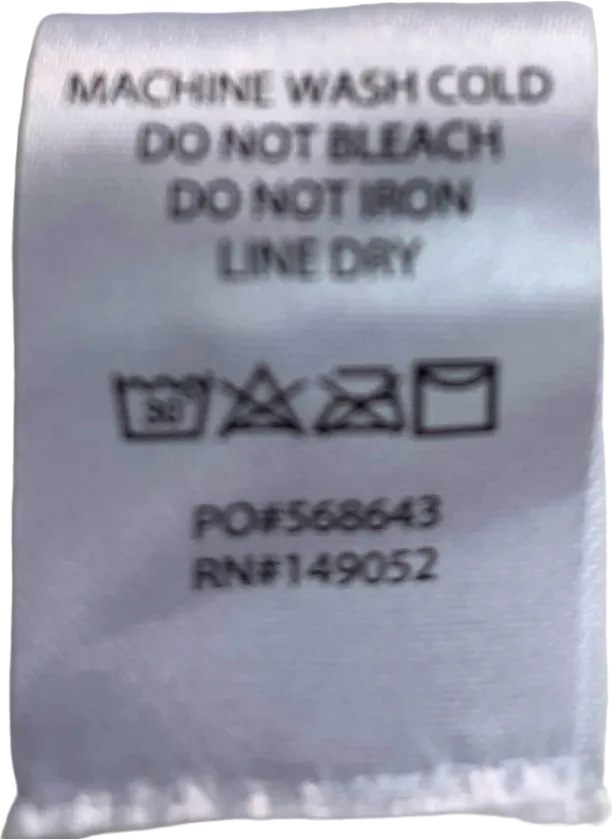 MACHINE WASH COLD
DO NOT BLEACH
DO NOT IRON
LINE DRY
30
PO#568643
RN#149052